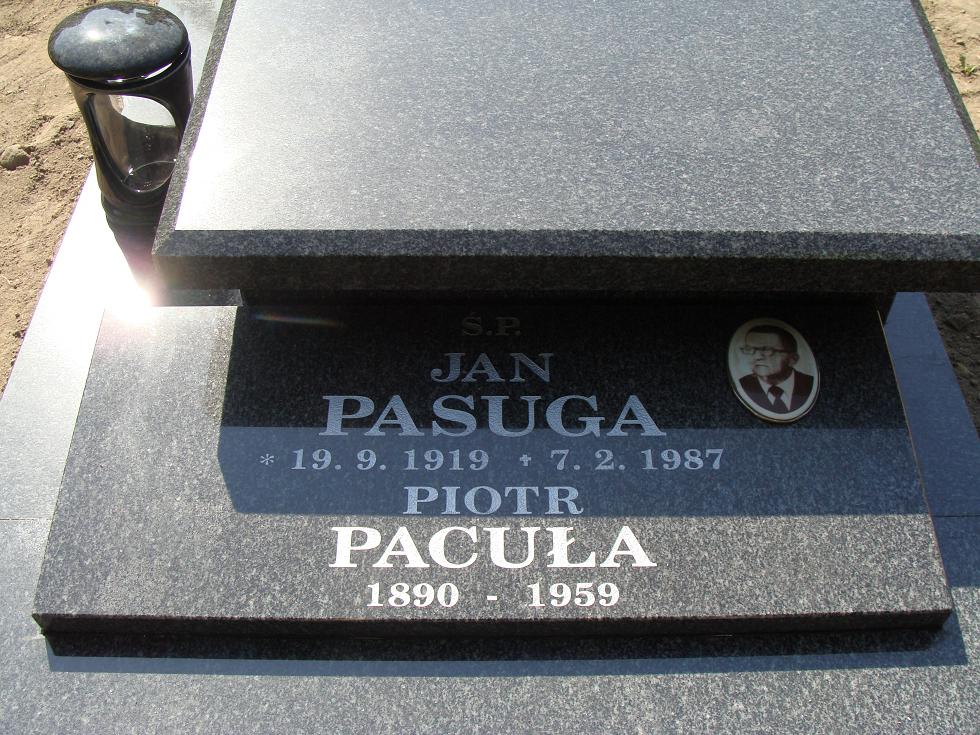 Ś.P.
JAN
PASUGA
* 19. 9. 1919 ✝ 7. 2. 1987
PIOTR
PACUŁA
1890 - 1959